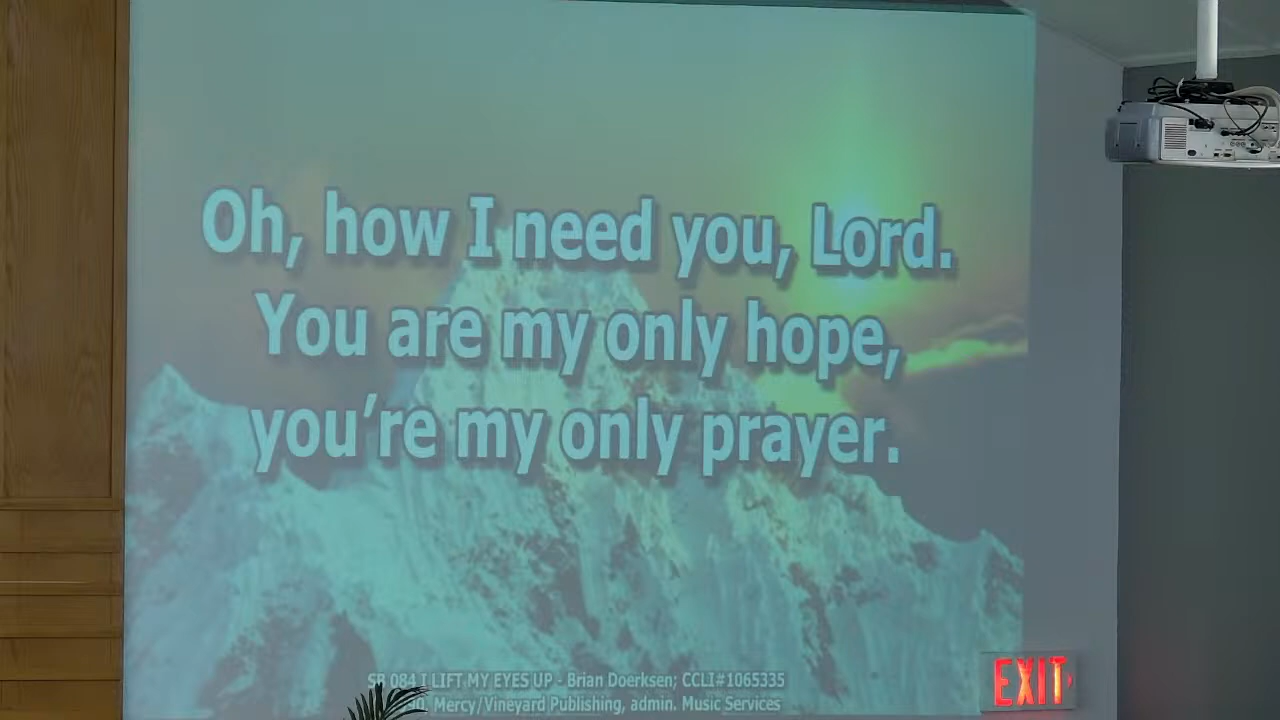 Oh, how I need you, Lord.
You are my only hope,
you're my only prayer.
084 I LIFT MY EYES UP - Brian Doerksen; CCLI#1065335
Mercy/Vineyard Publishing, admin. Music Services
EXIT